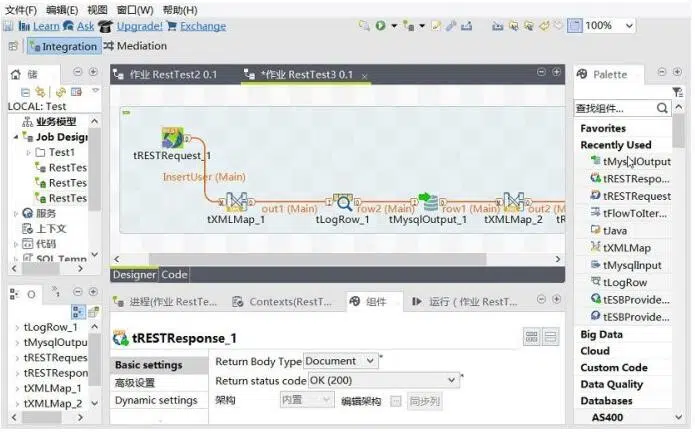 文件(F) 编辑(E) 视图 窗口(W) 帮助(H)
Learn Ask Upgrade! Exchange 100%
Integration Mediation
储
LOCAL: Test
业务模型
Job Desig
Test1
RestTes
RestTes
RestTes
服务
上下文
代码
SQL Temp
作业 RestTest2 0.1 *作业 RestTest3 0.1
tRESTRequest_1
InsertUser (Main)
out1 (Main) row2 (Main) row1 (Main) out2 (M
tXMLMap_1 tLogRow_1 tMysqlOutput_1 tXMLMap_2 tR
Designer Code
Palette
查找组件...
Favorites
Recently Used
tMysqlOutput
tRESTRespo...
tRESTRequest
tFlowToIter...
tJava
tXMLMap
tMysqlInput
tLogRow
tESBProvide...
tESBProvide...
Big Data
Cloud
Custom Code
Data Quality
Databases
AS400
O
tLogRow_1
tMysqlOutpu
tRESTReques
tRESTRespon
tXMLMap_1
tXMLMap_2
进程(作业 RestTe... Contexts(RestT... 组件 运行 ( 作业 RestT...
tRESTResponse_1
Basic settings
高级设置
Dynamic settings
Return Body Type Document *
Return status code OK (200) *
架构 内置 编辑架构 ... 同步列